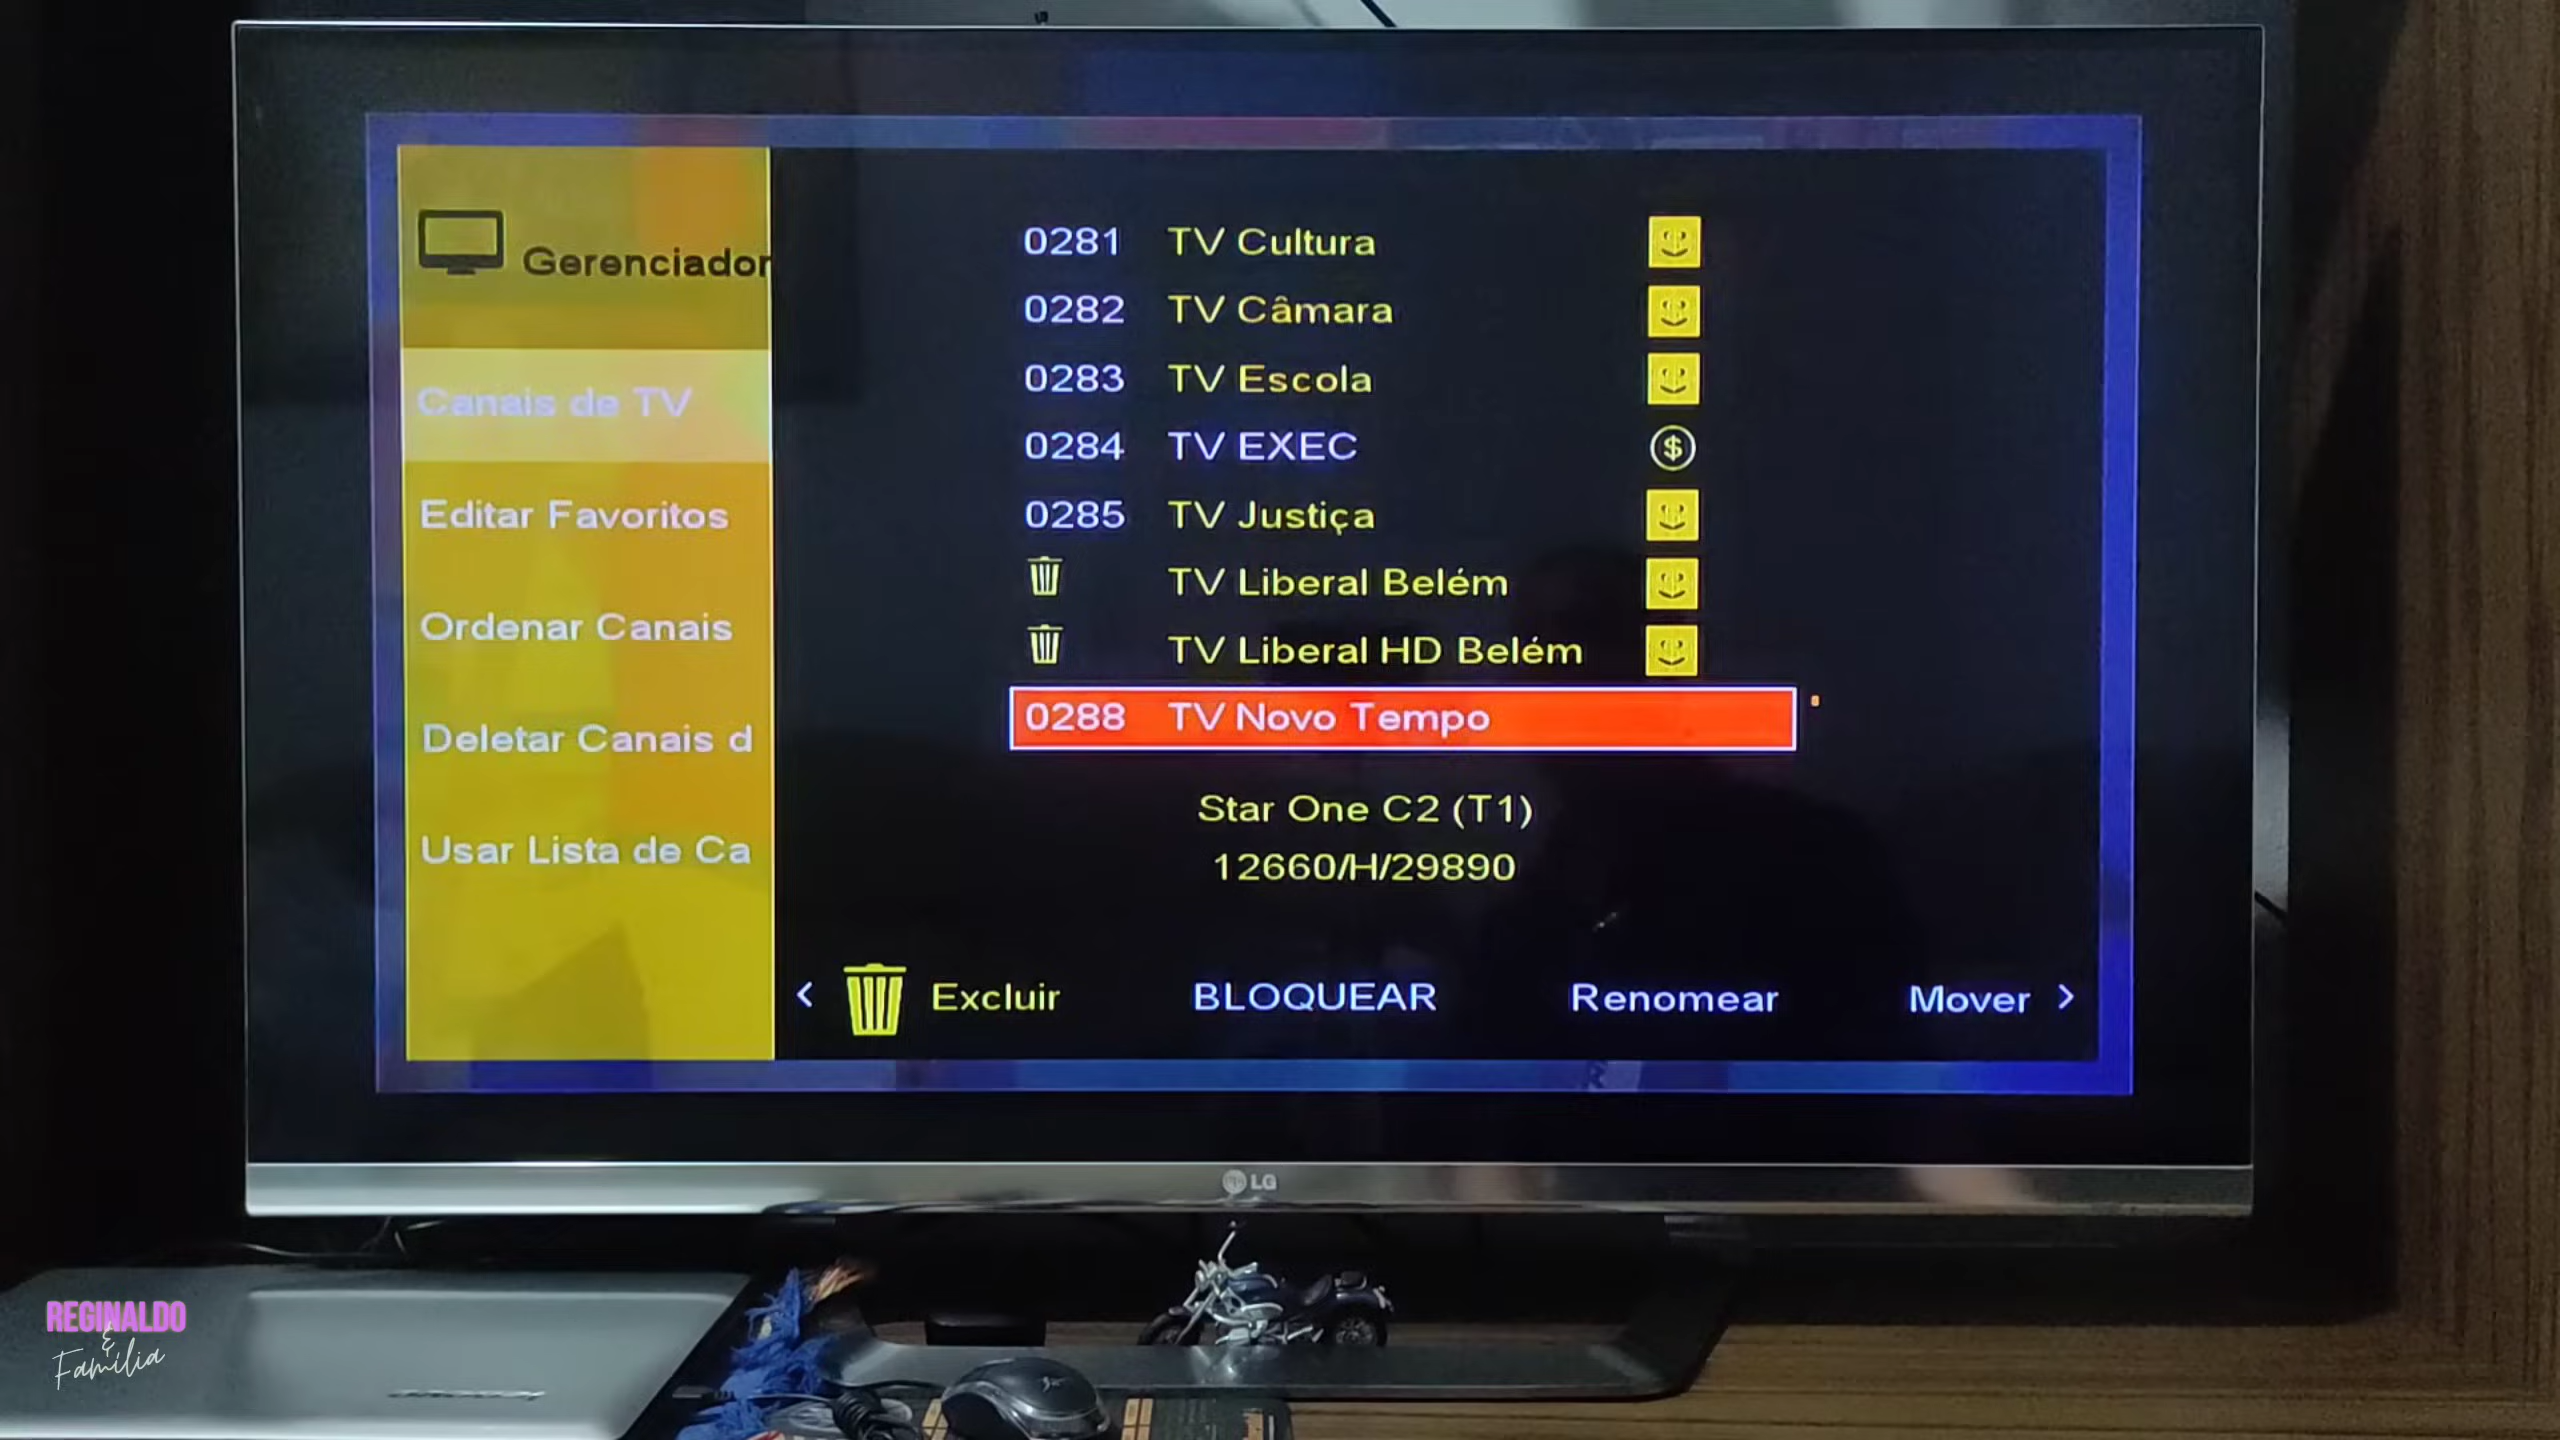 Gerenciador
Canais de TV
Editar Favoritos
Ordenar Canais
Deletar Canais d
Usar Lista de Ca
0281 TV Cultura
0282 TV Câmara
0283 TV Escola
0284 TV EXEC $
0285 TV Justiça
TV Liberal Belém
TV Liberal HD Belém
0288 TV Novo Tempo
Star One C2 (T1)
12660/H/29890
< Excluir BLOQUEAR Renomear Mover >
LG
REGINALDO
&
Família